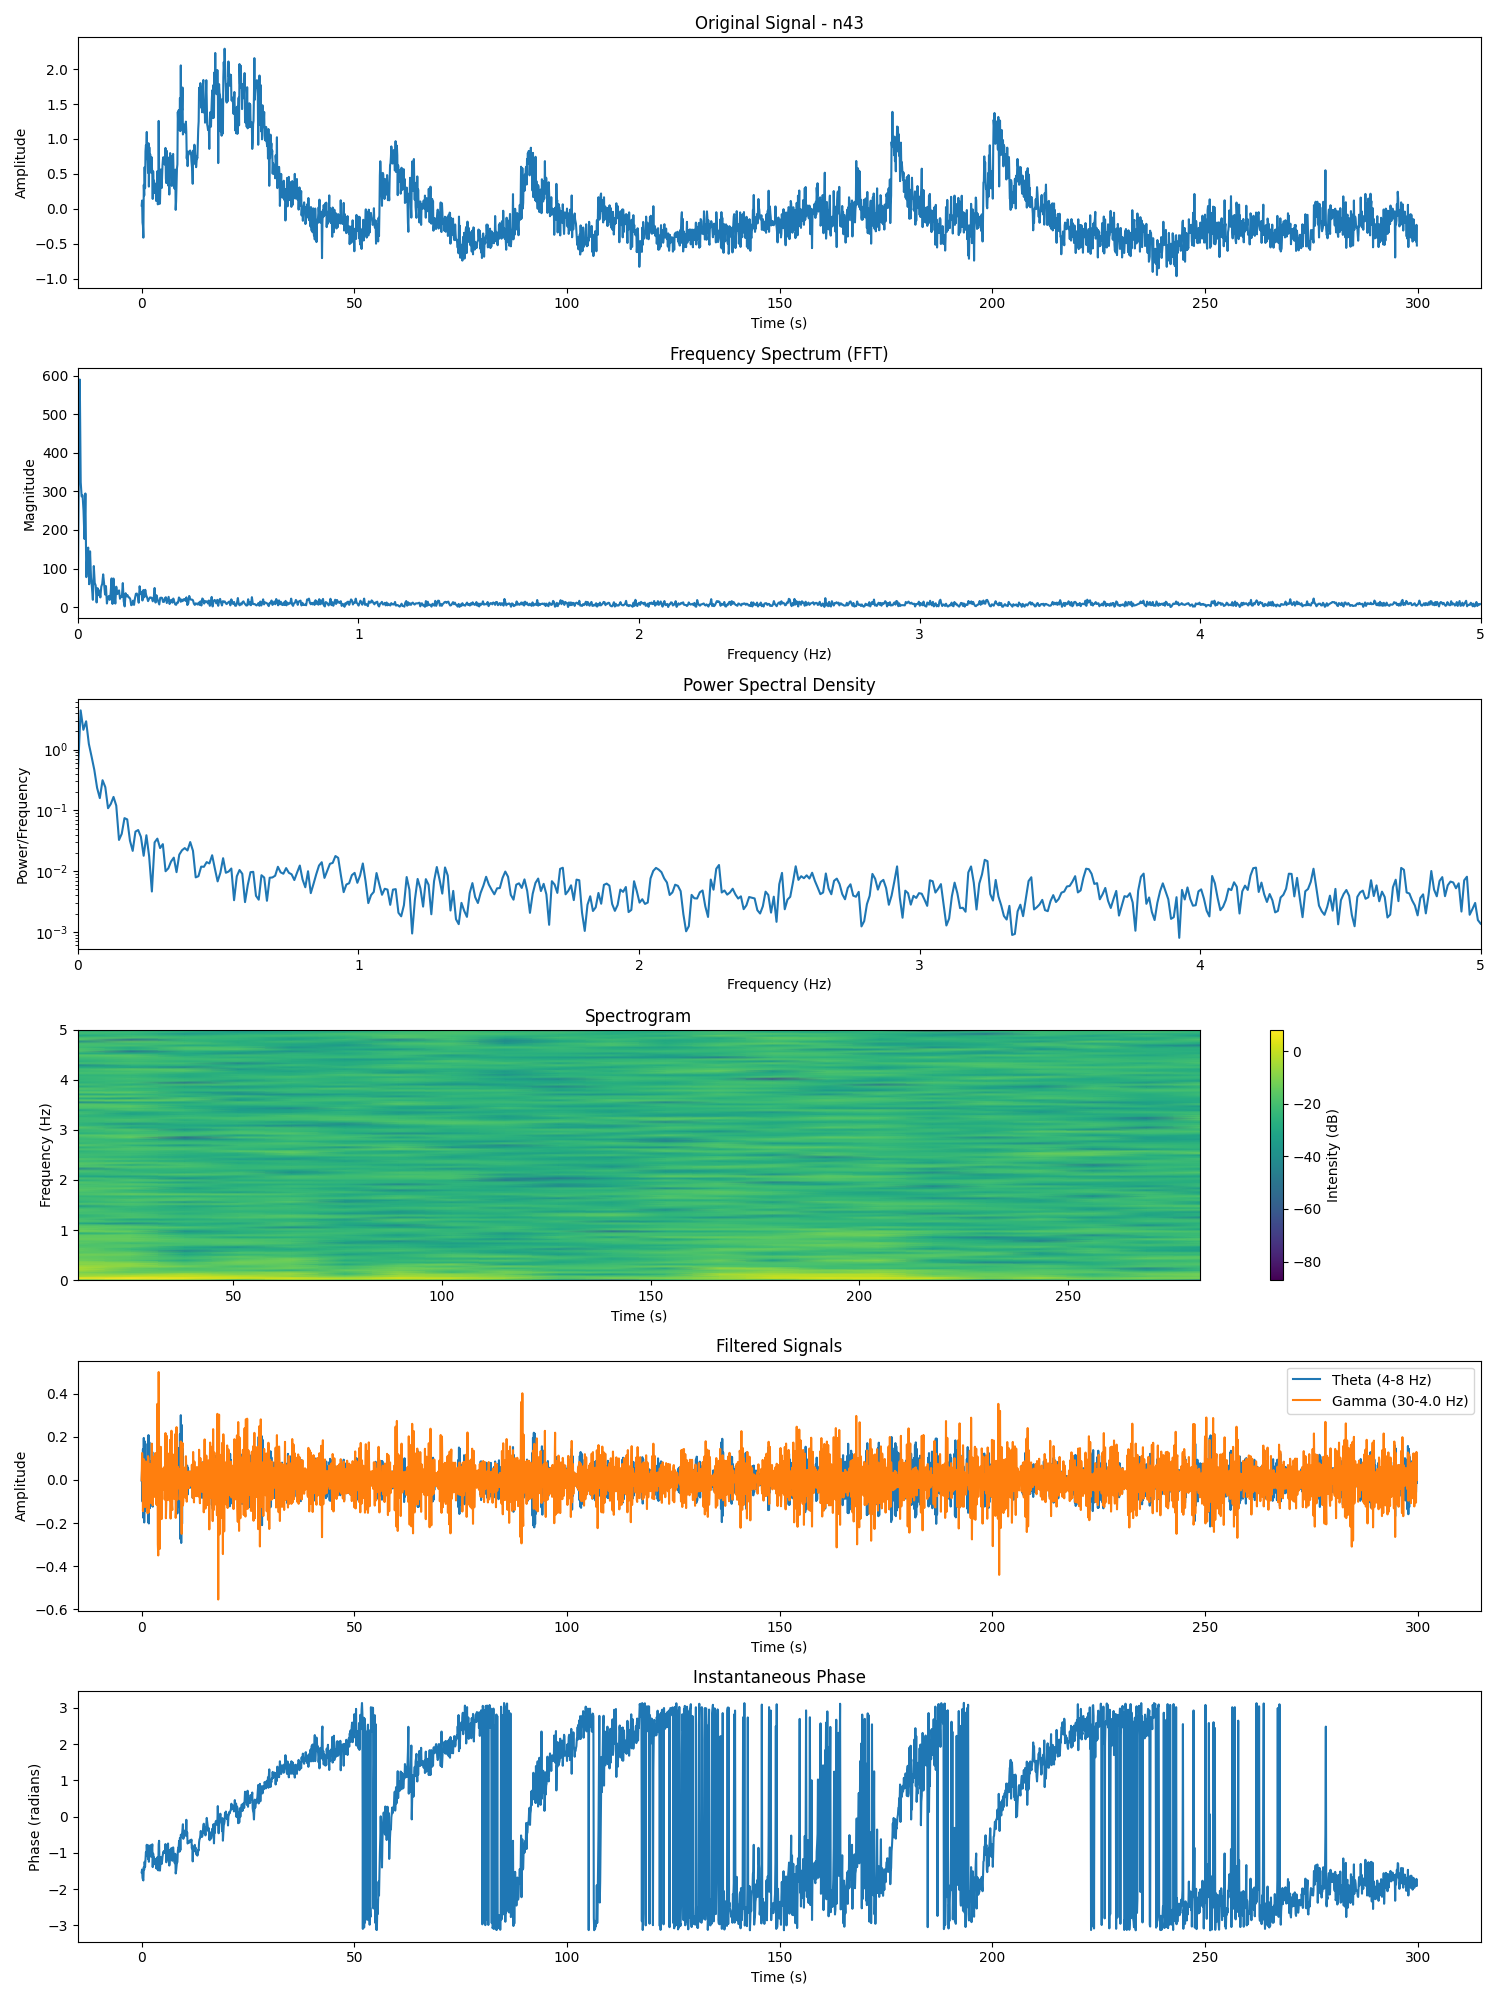 Original Signal - n43
2.0
1.5
1.0
0.5
0.0
−0.5
−1.0
Amplitude
0 50 100 150 200 250 300
Time (s)
Frequency Spectrum (FFT)
600
500
400
300
200
100
0
Magnitude
0 1 2 3 4 5
Frequency (Hz)
Power Spectral Density
10⁰
10⁻¹
10⁻²
10⁻³
Power/Frequency
0 1 2 3 4 5
Frequency (Hz)
Spectrogram
5
4
3
2
1
0
Frequency (Hz)
50 100 150 200 250
Time (s)
0
−20
−40
−60
−80
Intensity (dB)
Filtered Signals
0.4
0.2
0.0
−0.2
−0.4
−0.6
Amplitude
Theta (4-8 Hz)
Gamma (30-4.0 Hz)
0 50 100 150 200 250 300
Time (s)
Instantaneous Phase
3
2
1
0
−1
−2
−3
Phase (radians)
0 50 100 150 200 250 300
Time (s)